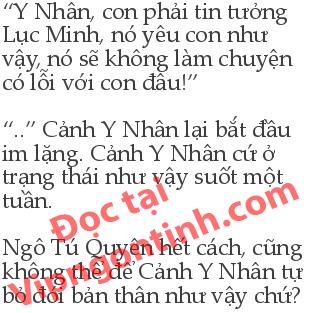 “Y Nhân, con phải tin tưởng
Lục Minh, nó yêu con như
vậy, nó sẽ không làm chuyện
có lỗi với con đâu!”
“..” Cảnh Y Nhân lại bắt đầu
im lặng. Cảnh Y Nhân cứ ở
trạng thái như vậy suốt một
tuần.
Đọc tại
Vipngontinh.com
Ngô Tú Quyên hết cách, cũng
không thể để Cảnh Y Nhân tự
bỏ đói bản thân như vậy chứ?